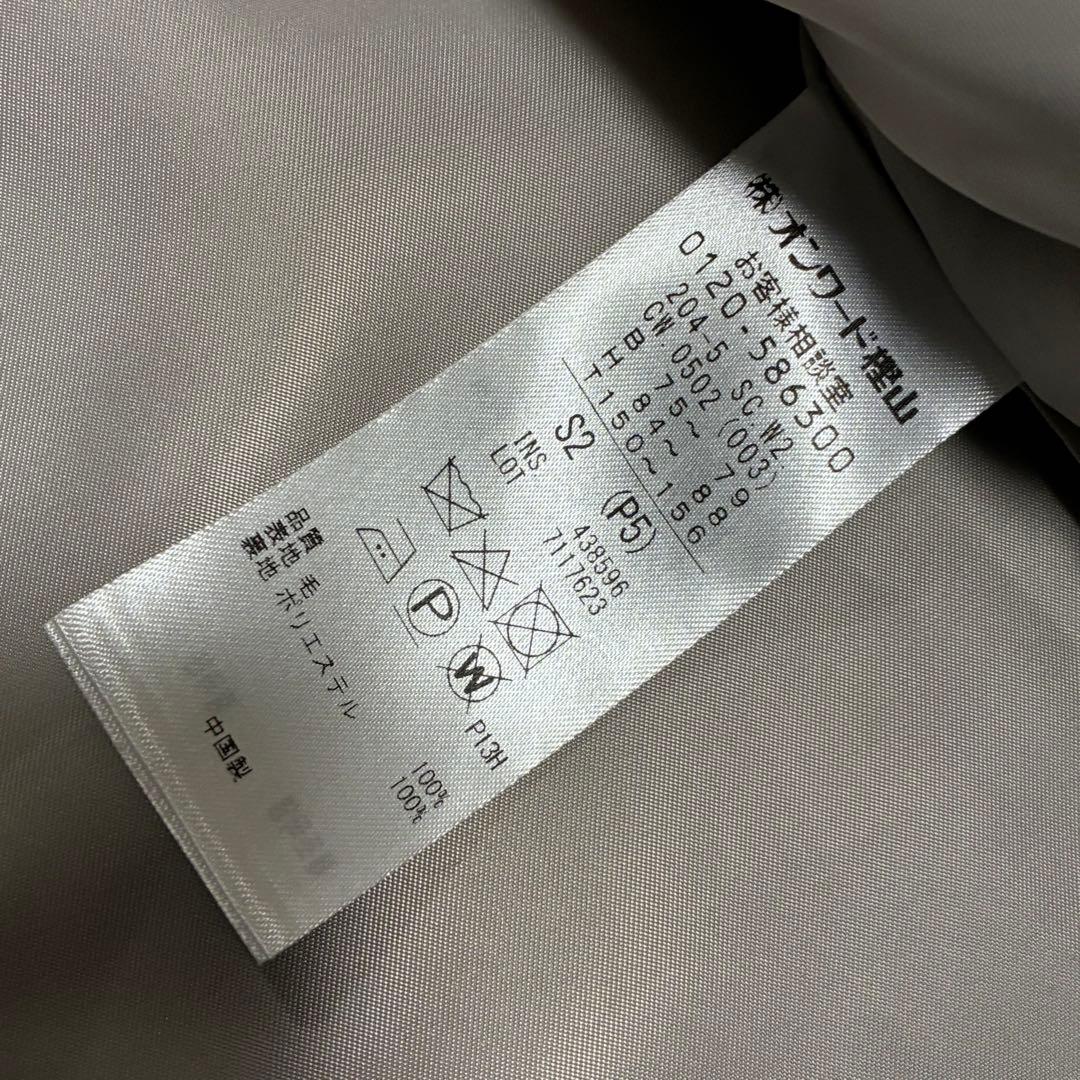 (株)オンワード樫山
お客様相談室
0120-586300
204-5 SC.W2
CW.0502 (003)
B 75~ 79
H 84~ 88
T 150~156
S2 (P5)
INS 438596
LOT 7117623
P
W
P13H
品質
表地 毛 100%
裏地 ポリエステル 100%
中国製